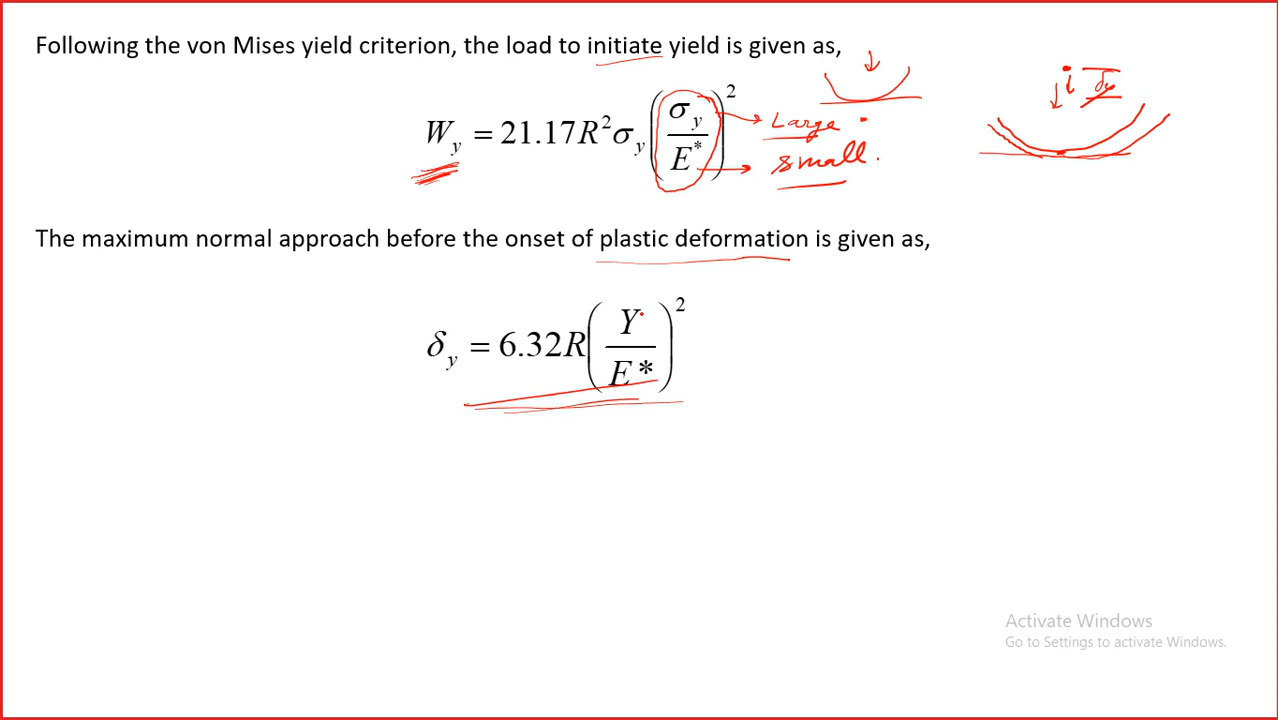 Following the von Mises yield criterion, the load to initiate yield is given as,
W_y = 21.17R²σ_y(σ_y/E*)²
Large
small.
δy
The maximum normal approach before the onset of plastic deformation is given as,
δ_y = 6.32R(Y/E*)²
Activate Windows
Go to Settings to activate Windows.